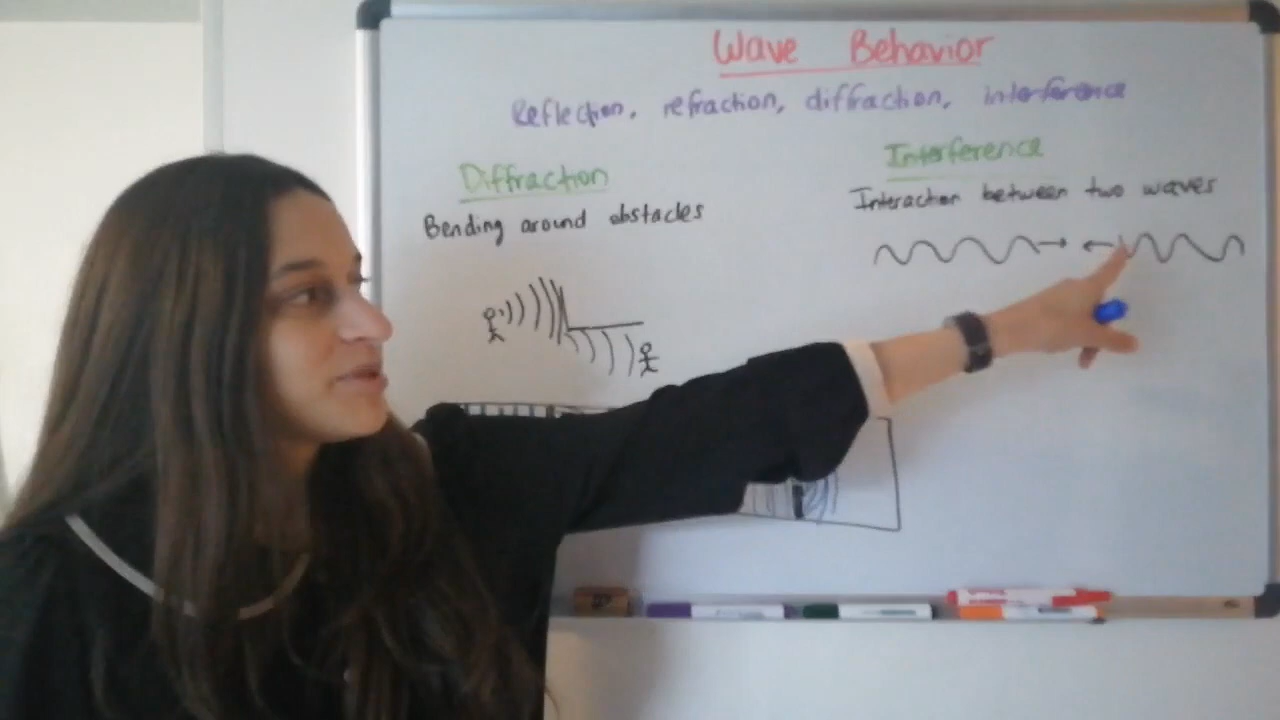 Wave Behavior
Reflection, refraction, diffraction, interference
Diffraction
Bending around obstacles
Interference
Interaction between two waves